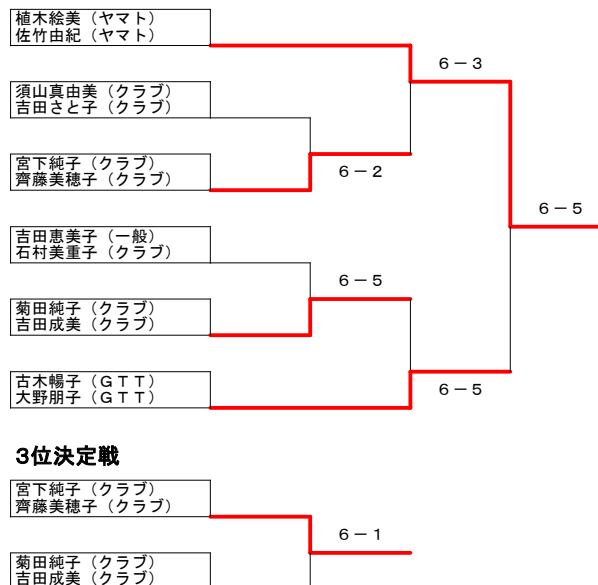 植木絵美（ヤマト）
佐竹由紀（ヤマト）
6－3
須山真由美（クラブ）
吉田さと子（クラブ）
宮下純子（クラブ）
齊藤美穂子（クラブ）
6－2
6－5
吉田恵美子（一般）
石村美重子（クラブ）
6－5
菊田純子（クラブ）
吉田成美（クラブ）
古木暢子（ＧＴＴ）
大野朋子（ＧＴＴ）
6－5
3位決定戦
宮下純子（クラブ）
齊藤美穂子（クラブ）
6－1
菊田純子（クラブ）
吉田成美（クラブ）